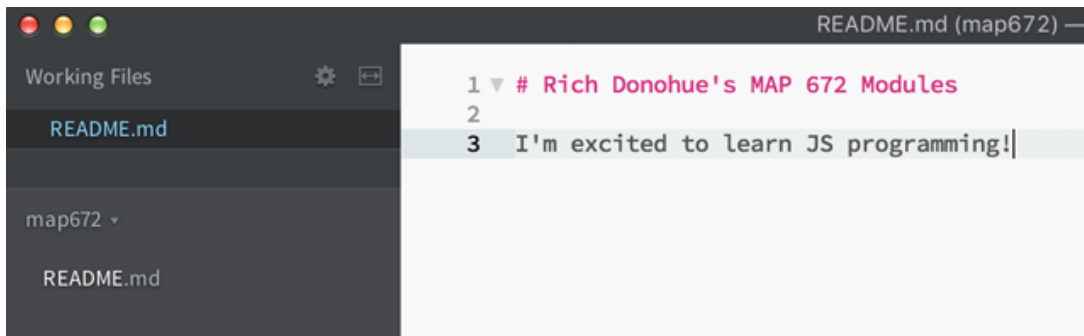 README.md (map672) —
Working Files
README.md
map672
README.md
1 # Rich Donohue's MAP 672 Modules
2
3 I'm excited to learn JS programming!